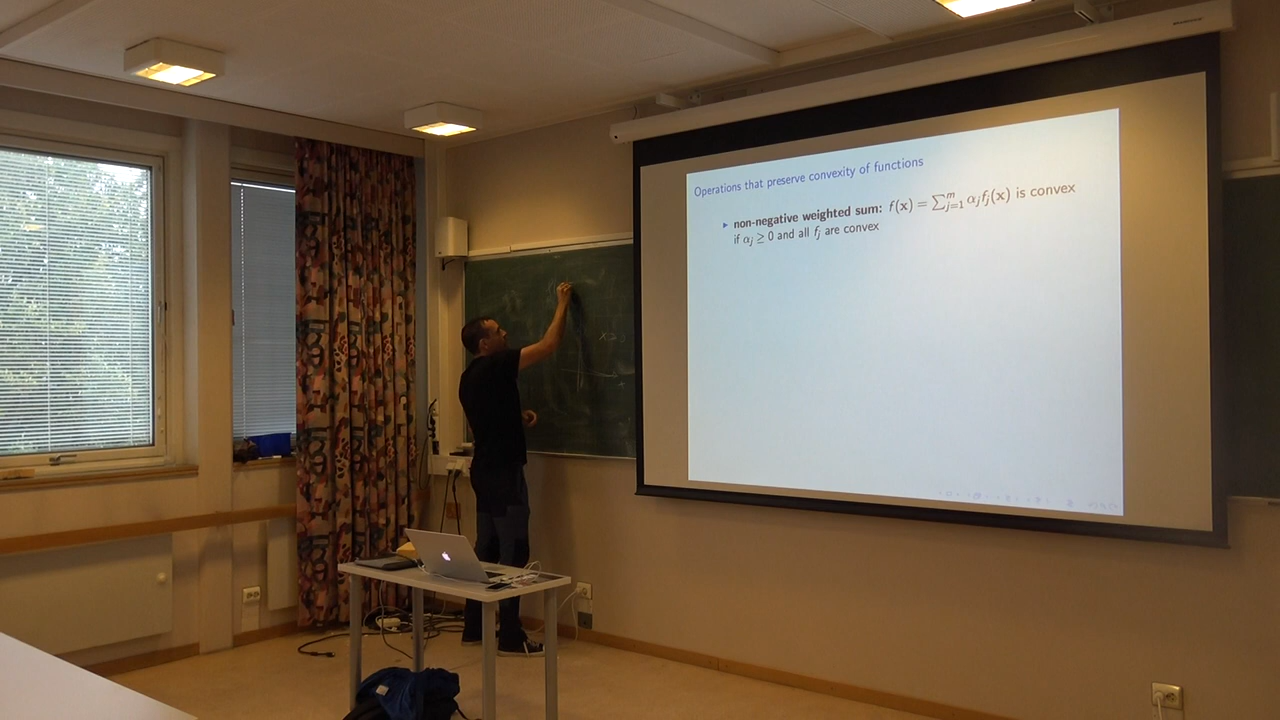 Operations that preserve convexity of functions
▸ non-negative weighted sum: f(x) = ∑_{j=1}^{m} α_j f_j(x) is convex
if α_j ≥ 0 and all f_j are convex